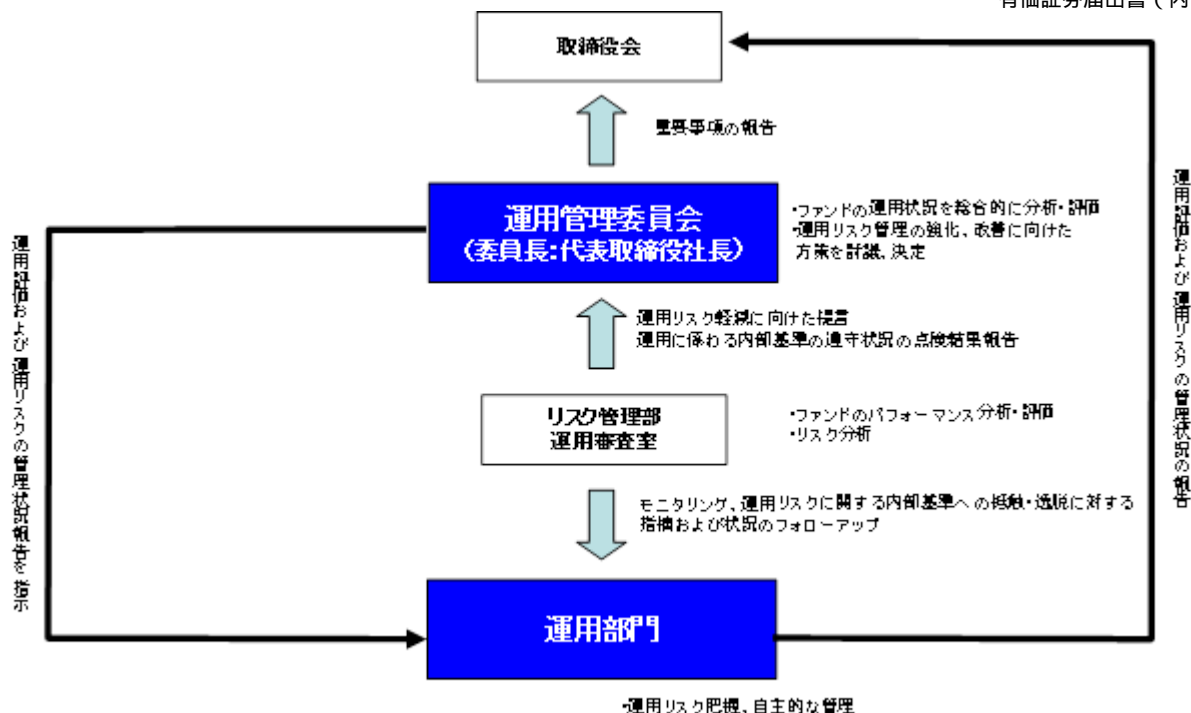 有価証券届出書（内
取締役会
重要事項の報告
運用管理委員会
（委員長：代表取締役社長）
・ファンドの運用状況を総合的に分析・評価
・運用リスク管理の強化、改善に向けた
方策を討議、決定
運用リスク軽減に向けた提言
運用に係わる内部基準の遵守状況の点検結果報告
リスク管理部
運用審査室
・ファンドのパフォーマンス分析・評価
・リスク分析
モニタリング、運用リスクに関する内部基準への抵触・逸脱に対する
指摘および状況のフォローアップ
運用部門
・運用リスク把握、自主的な管理
運用評価および運用リスクの管理状況報告を指示
運用評価および運用リスクの管理状況の報告